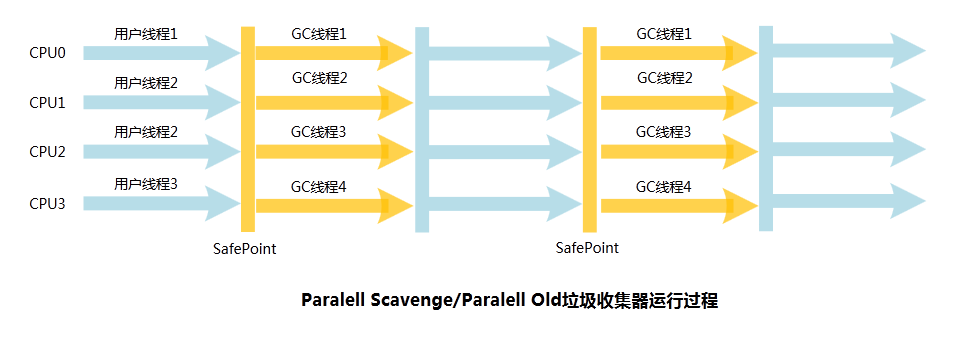 用户线程1 GC线程1 GC线程1
CPU0
用户线程2 GC线程2 GC线程2
CPU1
用户线程2 GC线程3 GC线程3
CPU2
用户线程3 GC线程4 GC线程4
CPU3
SafePoint SafePoint
Paralell Scavenge/Paralell Old垃圾收集器运行过程